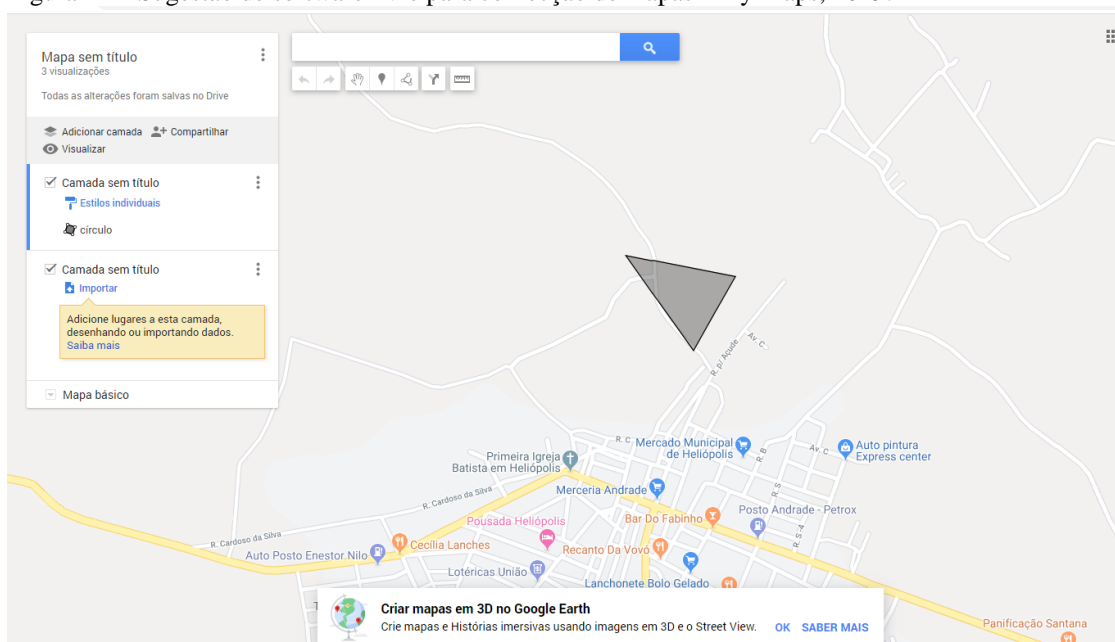 Mapa sem título
3 visualizações
Todas as alterações foram salvas no Drive
Adicionar camada
Compartilhar
Visualizar
Camada sem título
Estilos individuais
círculo
Camada sem título
Importar
Adicione lugares a esta camada,
desenhando ou importando dados.
Saiba mais
Mapa básico
Av. C.
R. p/ Açude
R. C
Mercado Municipal
de Heliópolis
R. B
Av. C
Auto pintura
Express center
Primeira Igreja
Batista em Heliópolis
R. Cardoso da Silva
Merceria Andrade
R. S
Posto Andrade - Petrox
Pousada Heliópolis
Bar Do Fabinho
R. S-4
R. Cardoso da Silva
Auto Posto Enestor Nilo
Cecília Lanches
Recanto Da Vovó
Lotéricas União
Lanchonete Bolo Gelado
Criar mapas em 3D no Google Earth
Crie mapas e Histórias imersivas usando imagens em 3D e o Street View.
OK
SABER MAIS
Panificação Santana